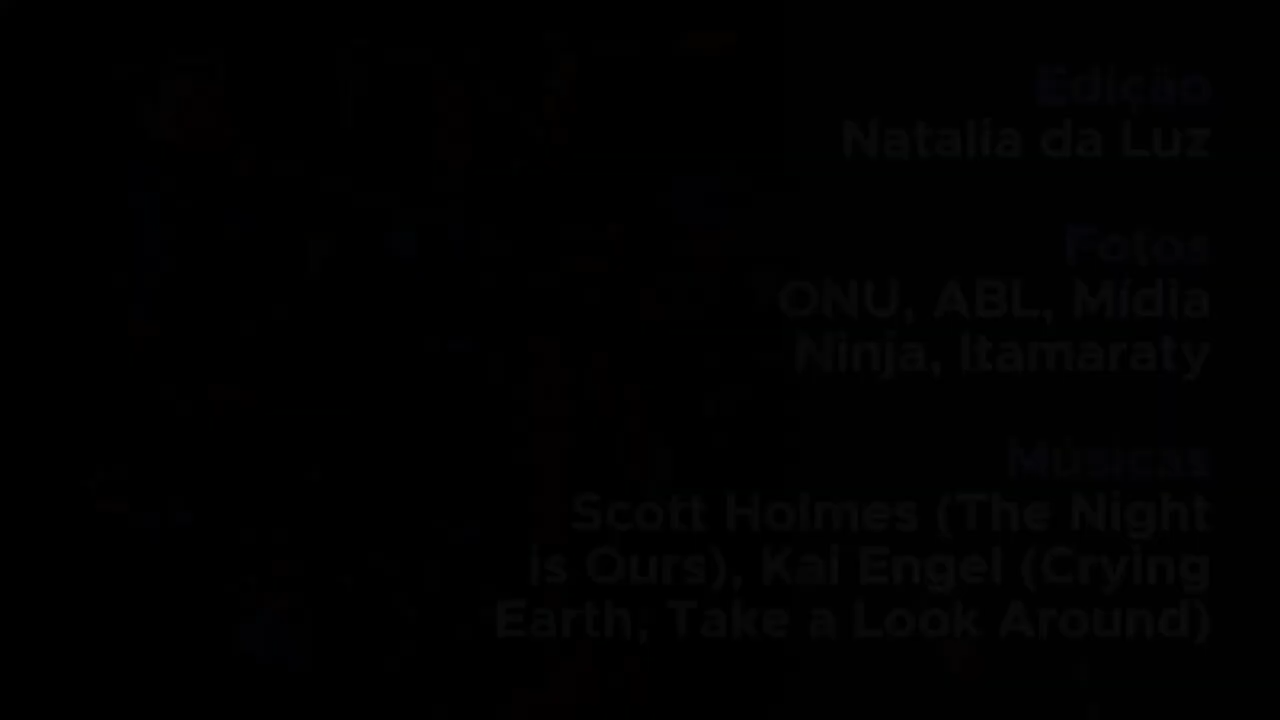 Edição
Natalia da Luz
Fotos
ONU, ABL, Mídia
Ninja, Itamaraty
Músicas
Scott Holmes (The Night
is Ours), Kai Engel (Crying
Earth, Take a Look Around)